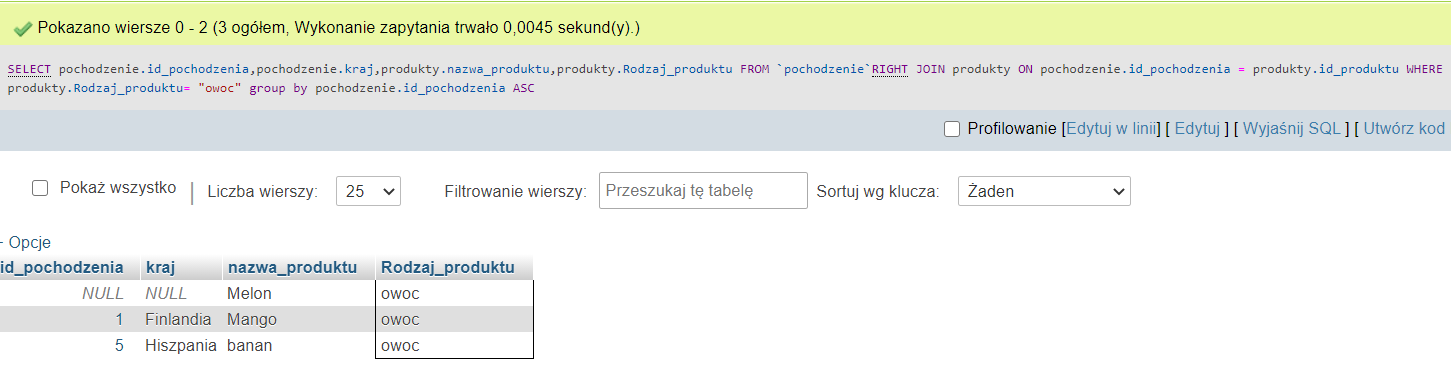 Pokazano wiersze 0 - 2 (3 ogółem, Wykonanie zapytania trwało 0,0045 sekund(y).)
SELECT pochodzenie.id_pochodzenia,pochodzenie.kraj,produkty.nazwa_produktu,produkty.Rodzaj_produktu FROM `pochodzenie`RIGHT JOIN produkty ON pochodzenie.id_pochodzenia = produkty.id_produktu WHERE
produkty.Rodzaj_produktu= "owoc" group by pochodzenie.id_pochodzenia ASC
Profilowanie [Edytuj w linii] [ Edytuj ] [ Wyjaśnij SQL ] [ Utwórz kod
Pokaż wszystko | Liczba wierszy: 25 Filtrowanie wierszy: Przeszukaj tę tabelę Sortuj wg klucza: Żaden
- Opcje
id_pochodzenia kraj nazwa_produktu Rodzaj_produktu
NULL NULL Melon owoc
1 Finlandia Mango owoc
5 Hiszpania banan owoc